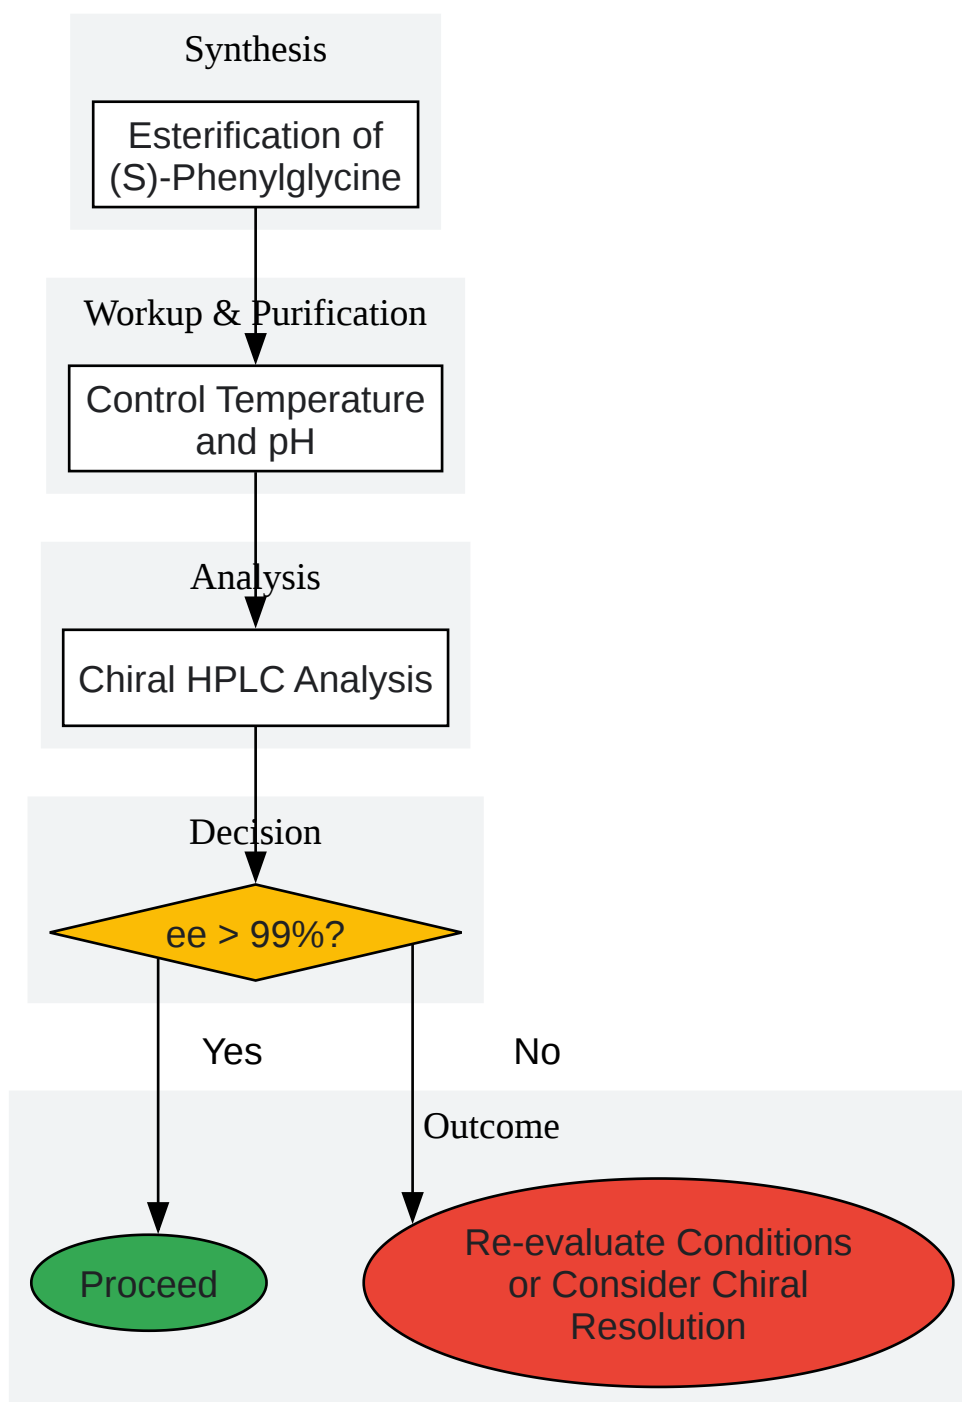 Synthesis
Esterification of
(S)-Phenylglycine
Workup & Purification
Control Temperature
and pH
Analysis
Chiral HPLC Analysis
Decision
ee > 99%?
Yes
No
Outcome
Proceed
Re-evaluate Conditions
or Consider Chiral
Resolution